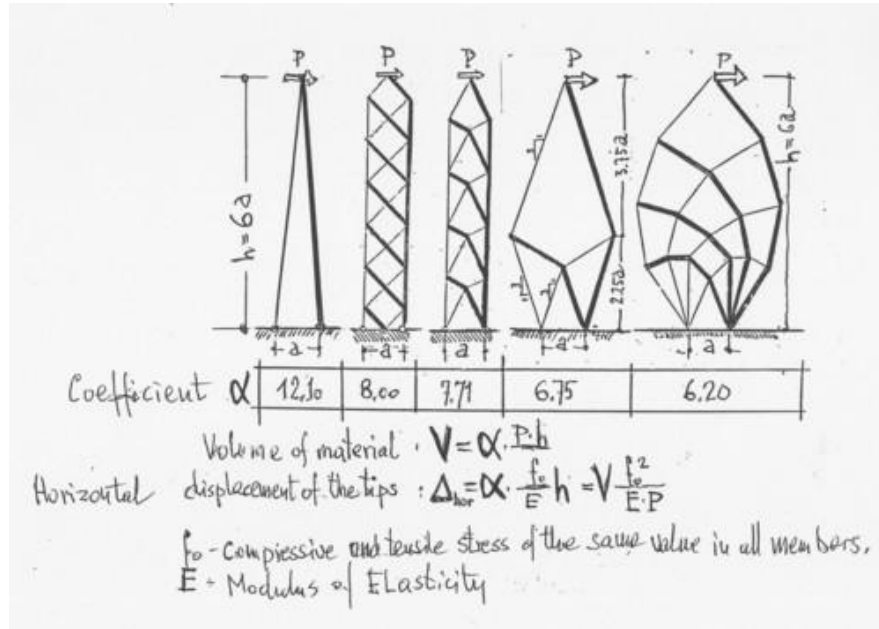 P P P P P
h=6a
3.75a
2.25a
h=6a
a a a a a
Coefficient α 12,10 8,00 7.71 6.75 6.20
Volume of material : V = α · P·h / f₀
Horizontal displacement of the tips : Δhor = α · f₀/E h = V f₀²/E·P
f₀ - Compressive and tensile stress of the same value in all members.
E - Modulus of ELasticity